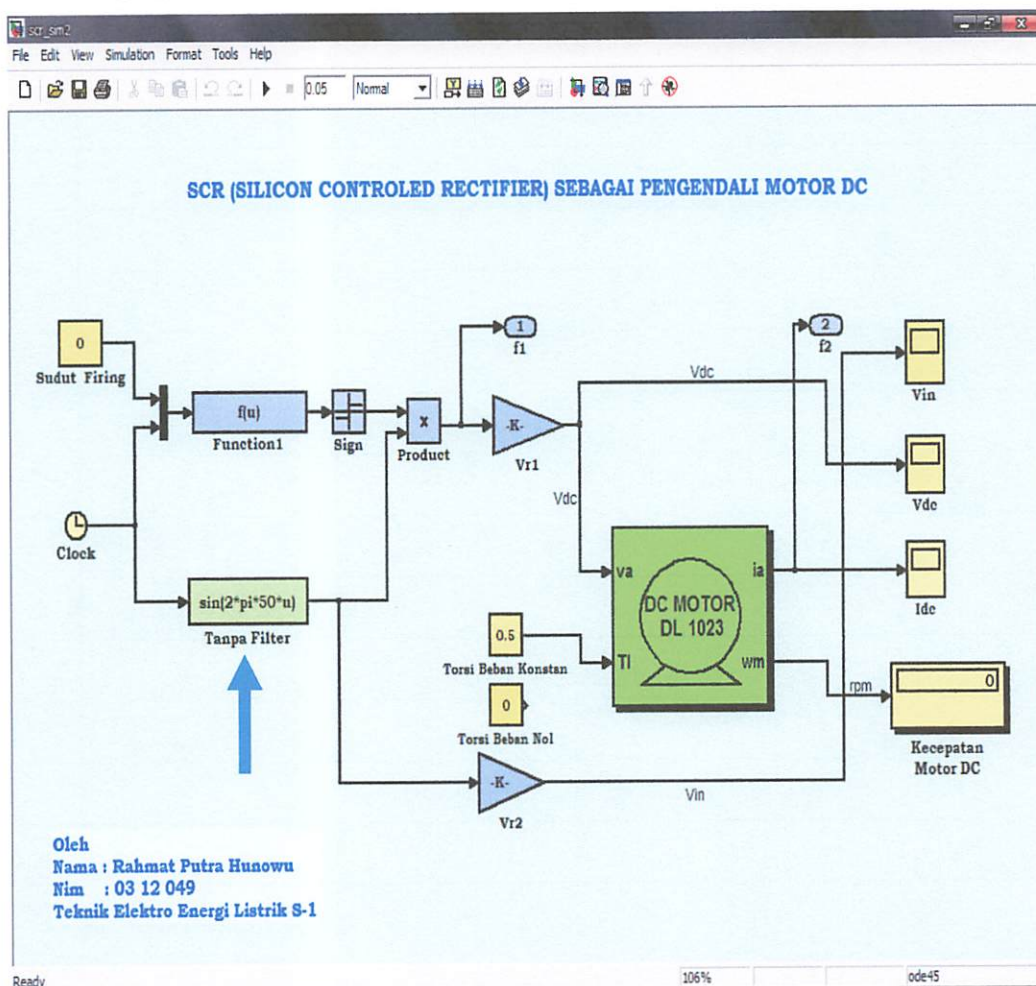 scr_sim2
File Edit View Simulation Format Tools Help
0.05 Normal
SCR (SILICON CONTROLED RECTIFIER) SEBAGAI PENGENDALI MOTOR DC
0
Sudut Firing
f(u)
Function1
Sign
x
Product
1
f1
-K-
Vr1
Vdc
Vdc
2
f2
Vin
Vdc
Idc
Clock
sin(2*pi*50*u)
Tanpa Filter
va
ia
DC MOTOR
DL 1023
Tl
wm
0.5
Torsi Beban Konstan
0
Torsi Beban Nol
rpm
0
Kecepatan
Motor DC
-K-
Vr2
Vin
Oleh
Nama : Rahmat Putra Hunowu
Nim : 03 12 049
Teknik Elektro Energi Listrik S-1
Ready
106%
ode45